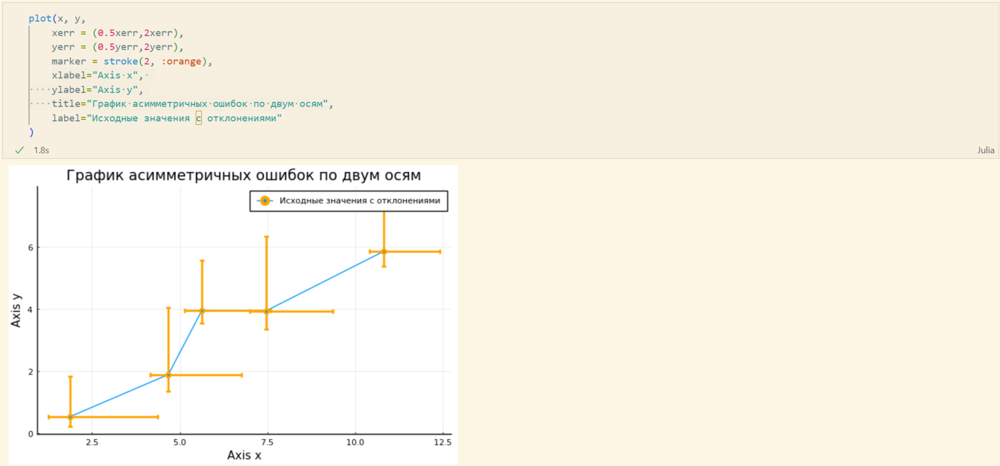 plot(x, y,
xerr = (0.5xerr,2xerr),
yerr = (0.5yerr,2yerr),
marker = stroke(2, :orange),
xlabel="Axis x",
ylabel="Axis y",
title="График асимметричных ошибок по двум осям",
label="Исходные значения с отклонениями"
)
1.8s
Julia
График асимметричных ошибок по двум осям
Исходные значения с отклонениями
6
4
2
0
Axis y
2.5 5.0 7.5 10.0 12.5
Axis x